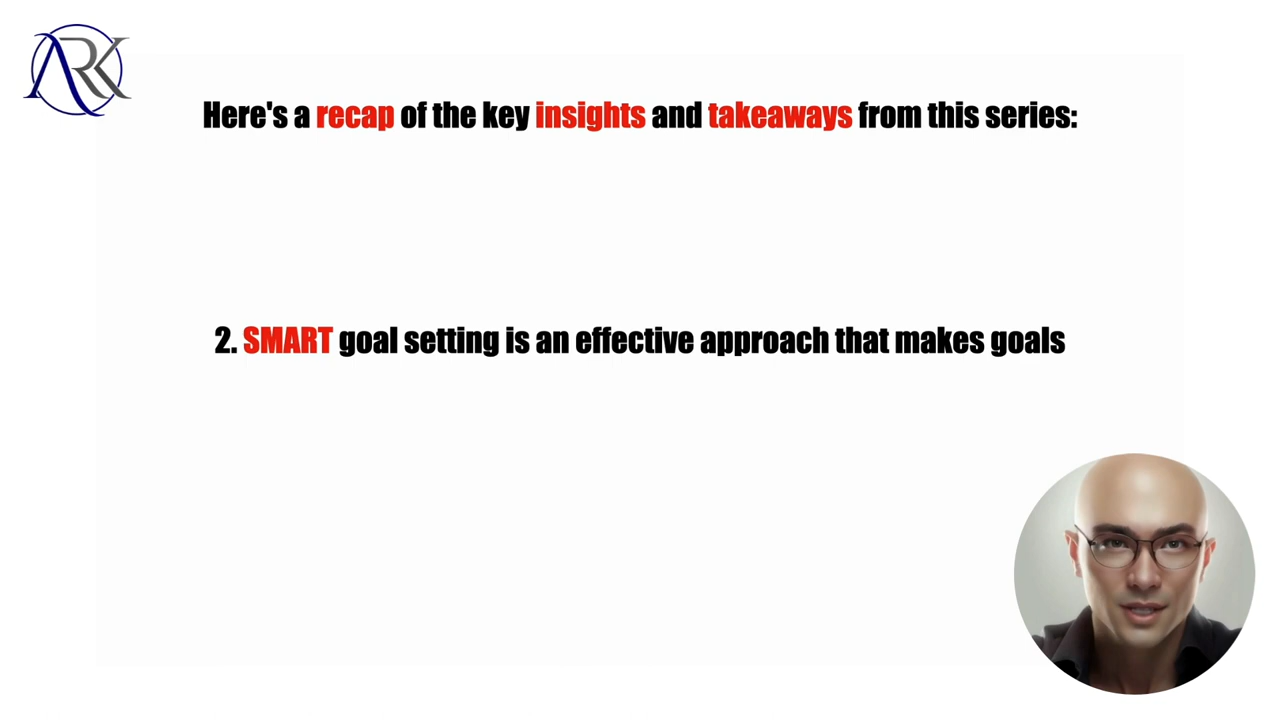 ARK
Here's a recap of the key insights and takeaways from this series:
2. SMART goal setting is an effective approach that makes goals